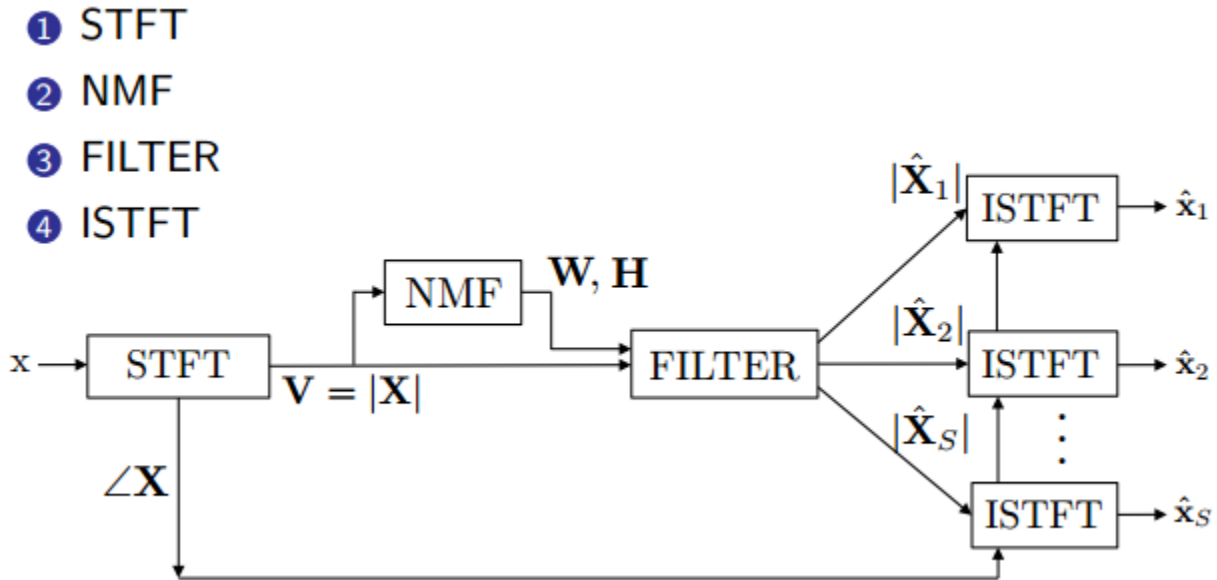 1 STFT
2 NMF
3 FILTER
4 ISTFT
|X̂₁|
ISTFT
x̂₁
NMF
W, H
|X̂₂|
x
STFT
V = |X|
FILTER
ISTFT
x̂₂
∠X
|X̂_S|
⋮
ISTFT
x̂_S